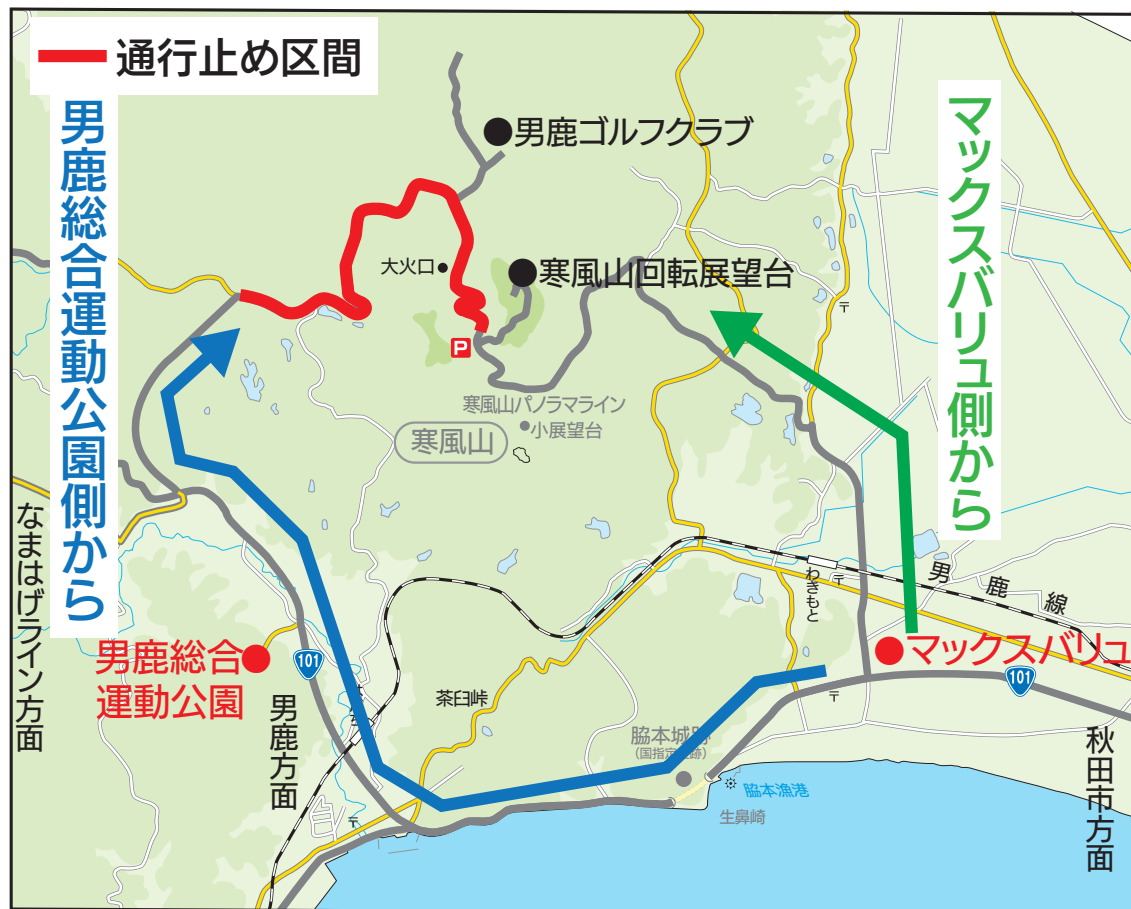 通行止め区間
男鹿総合運動公園側から
マックスバリュ側から
男鹿ゴルフクラブ
大火口
寒風山回転展望台
P
寒風山パノラマライン
小展望台
寒風山
なまはげライン方面
わきもと
男鹿線
男鹿総合
運動公園
101
マックスバリュ
101
男鹿方面
茶臼峠
脇本城跡
脇本漁港
生鼻崎
秋田市方面